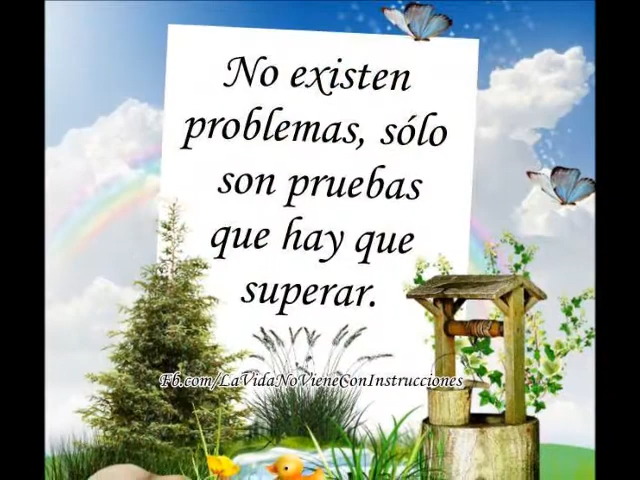 No existen
problemas, sólo
son pruebas
que hay que
superar.
Fb.com/LaVidaNoVieneConInstrucciones